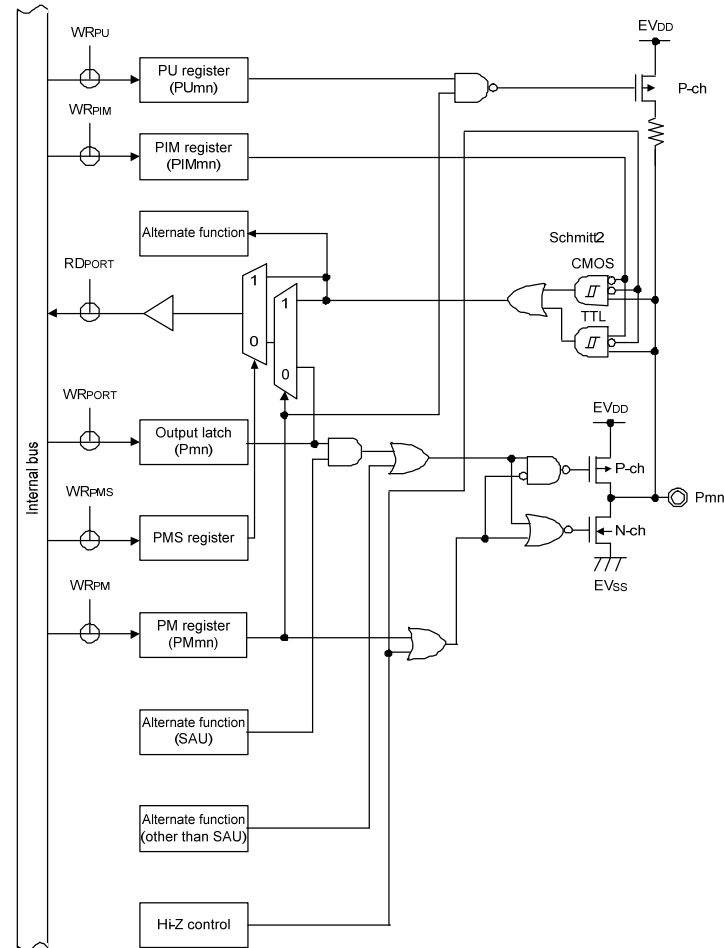 WRPU
PU register
(PUmn)
EVDD
P-ch
WRPIM
PIM register
(PIMmn)
Alternate function
Schmitt2
CMOS
RDPORT
1
1
TTL
0
0
WRPORT
Output latch
(Pmn)
EVDD
P-ch
Pmn
Internal bus
WRPMS
PMS register
N-ch
EVSS
WRPM
PM register
(PMmn)
Alternate function
(SAU)
Alternate function
(other than SAU)
Hi-Z control